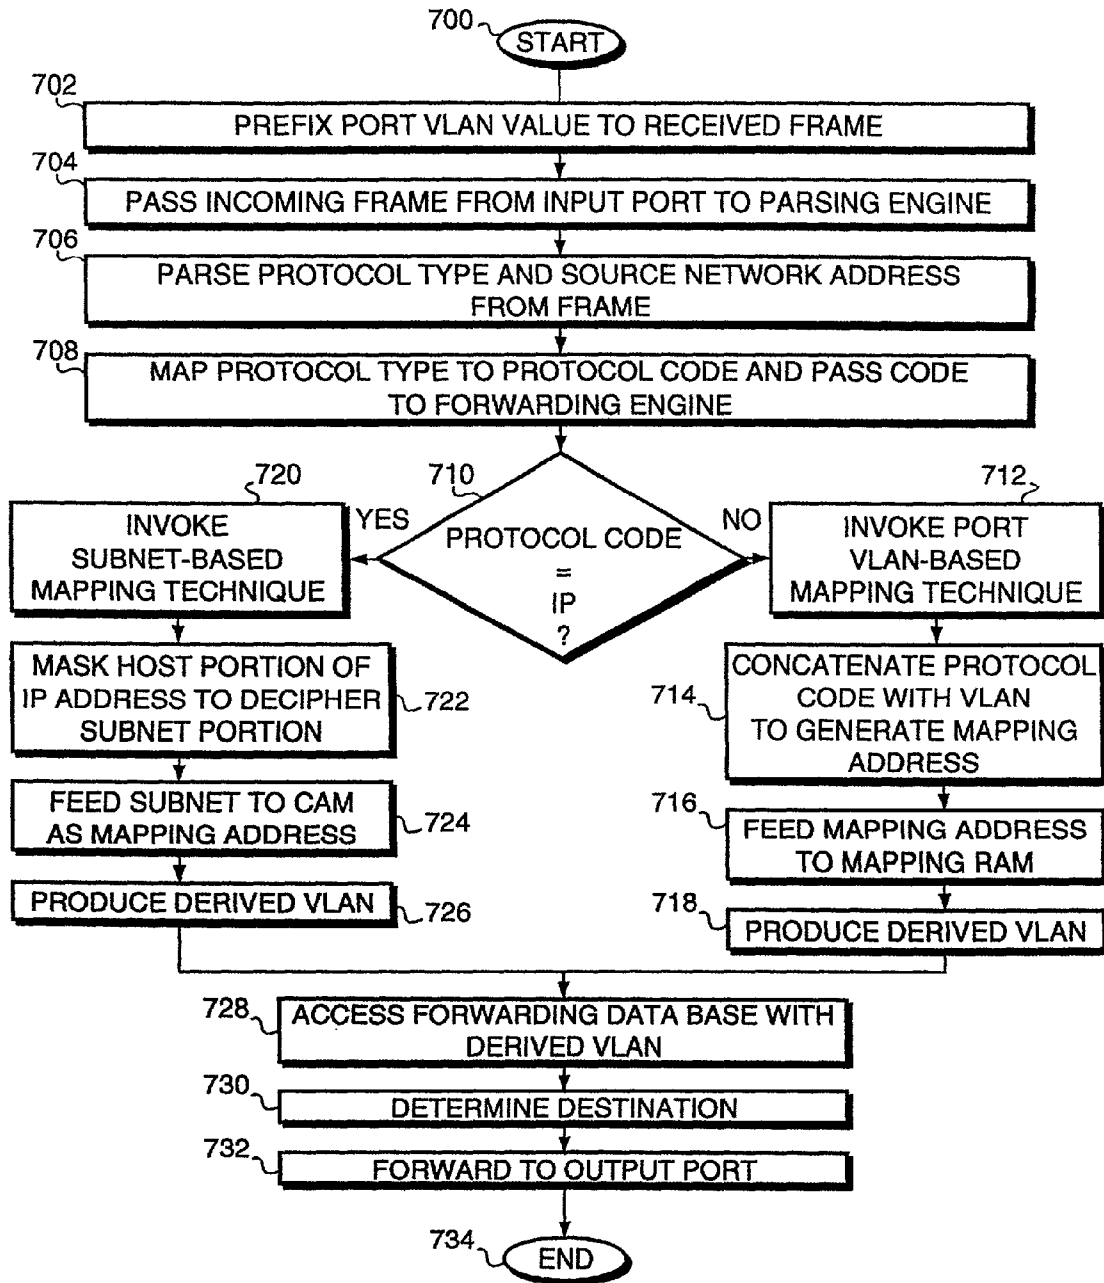 700
START
702
PREFIX PORT VLAN VALUE TO RECEIVED FRAME
704
PASS INCOMING FRAME FROM INPUT PORT TO PARSING ENGINE
706
PARSE PROTOCOL TYPE AND SOURCE NETWORK ADDRESS
FROM FRAME
708
MAP PROTOCOL TYPE TO PROTOCOL CODE AND PASS CODE
TO FORWARDING ENGINE
710
PROTOCOL CODE
=
IP
?
YES
NO
720
INVOKE
SUBNET-BASED
MAPPING TECHNIQUE
MASK HOST PORTION OF
IP ADDRESS TO DECIPHER
SUBNET PORTION
722
FEED SUBNET TO CAM
AS MAPPING ADDRESS
724
PRODUCE DERIVED VLAN
726
712
INVOKE PORT
VLAN-BASED
MAPPING TECHNIQUE
714
CONCATENATE PROTOCOL
CODE WITH VLAN
TO GENERATE MAPPING
ADDRESS
716
FEED MAPPING ADDRESS
TO MAPPING RAM
718
PRODUCE DERIVED VLAN
728
ACCESS FORWARDING DATA BASE WITH
DERIVED VLAN
730
DETERMINE DESTINATION
732
FORWARD TO OUTPUT PORT
734
END